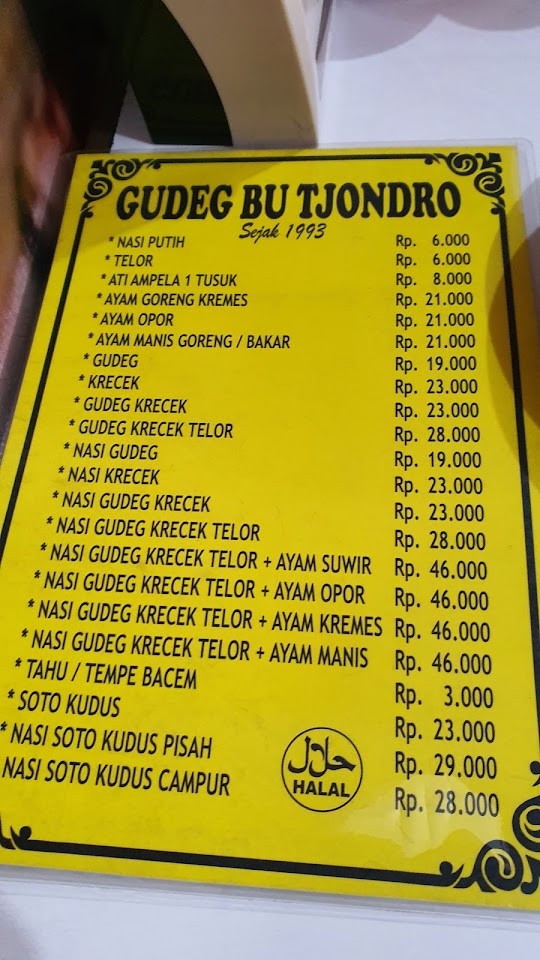 GUDEG BU TJONDRO
Sejak 1993
* NASI PUTIH Rp. 6.000
* TELOR Rp. 6.000
* ATI AMPELA 1 TUSUK Rp. 8.000
* AYAM GORENG KREMES Rp. 21.000
* AYAM OPOR Rp. 21.000
* AYAM MANIS GORENG / BAKAR Rp. 21.000
* GUDEG Rp. 19.000
* KRECEK Rp. 23.000
* GUDEG KRECEK Rp. 23.000
* GUDEG KRECEK TELOR Rp. 28.000
* NASI GUDEG Rp. 19.000
* NASI KRECEK Rp. 23.000
* NASI GUDEG KRECEK Rp. 23.000
* NASI GUDEG KRECEK TELOR Rp. 28.000
* NASI GUDEG KRECEK TELOR + AYAM SUWIR Rp. 46.000
* NASI GUDEG KRECEK TELOR + AYAM OPOR Rp. 46.000
* NASI GUDEG KRECEK TELOR + AYAM KREMES Rp. 46.000
* NASI GUDEG KRECEK TELOR + AYAM MANIS Rp. 46.000
* TAHU / TEMPE BACEM Rp. 3.000
* SOTO KUDUS Rp. 23.000
* NASI SOTO KUDUS PISAH Rp. 29.000
NASI SOTO KUDUS CAMPUR Rp. 28.000
حلال
HALAL